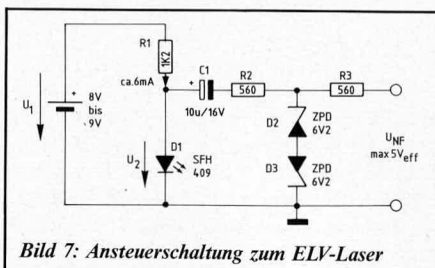 R1
1K2
ca.6mA
C1
+
10u/16V
R2
560
R3
560
U1
+
8V
bis
9V
U2
D1
SFH
409
D2
ZPD
6V2
D3
ZPD
6V2
UNF
max 5Veff
Bild 7: Ansteuerschaltung zum ELV-Laser